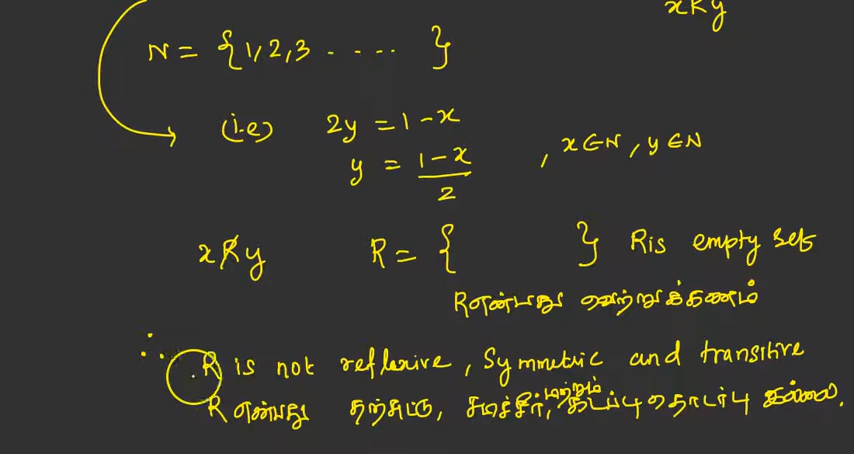 xRy
N = {1, 2, 3 ..... }
(i.e) 2y = 1 - x
y = 1 - x / 2 , x ∈ N, y ∈ N
xR̸y R = { } R is empty set
R என்பது வெற்றுக்கணம்
∴ R is not reflexive, Symmetric and transitive
R என்பது தற்சுட்டு, சமச்சீர், மற்றும் கடப்பு தொடர்பு இல்லை.